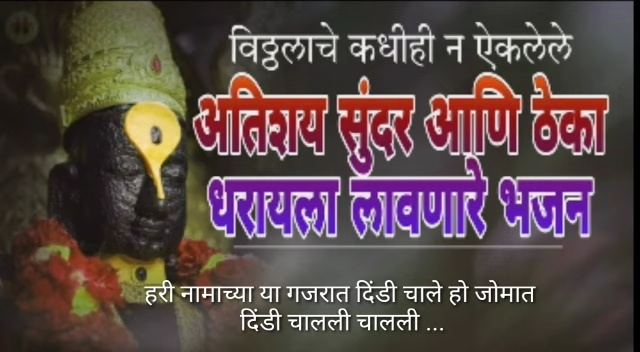 विठ्ठलाचे कधीही न ऐकलेले
अतिशय सुंदर आणि ठेका
धरायला लावणारे भजन
हरी नामाच्या या गजरात दिंडी चाले हो जोमात
दिंडी चालली चालली ...